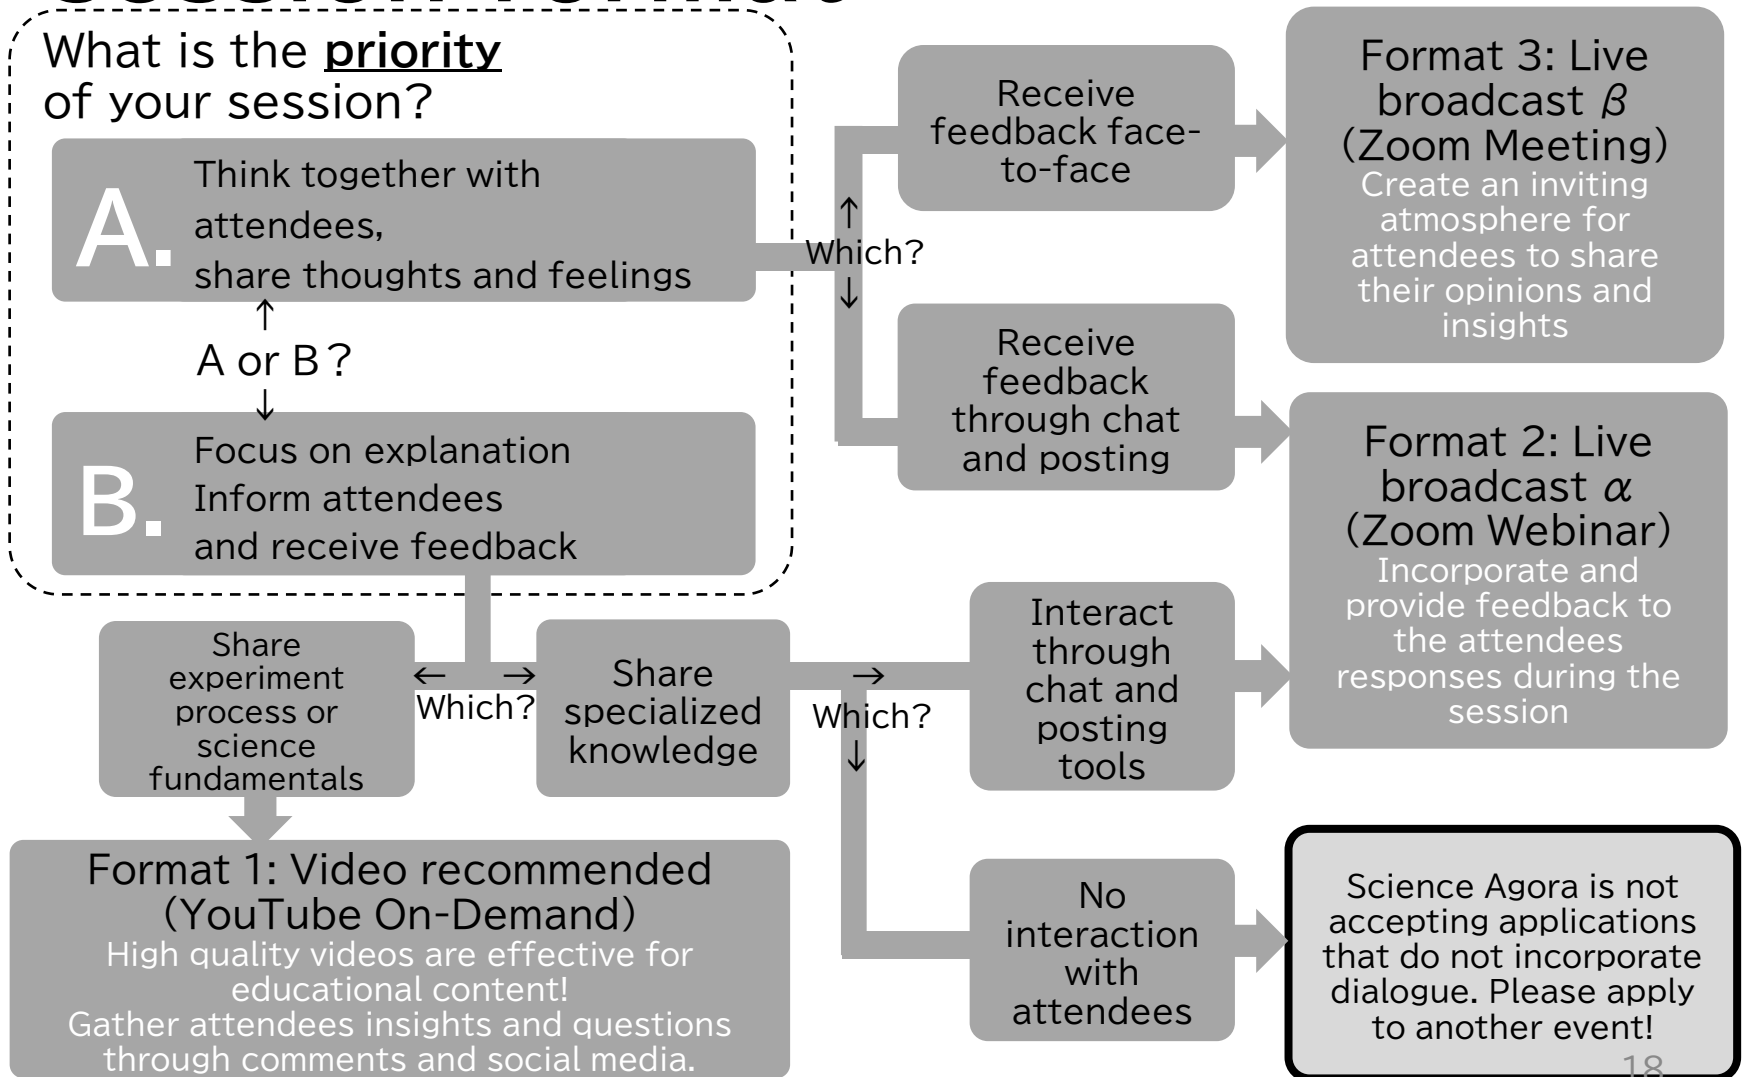 What is the priority
of your session?
A.
Think together with
attendees,
share thoughts and feelings
↑
A or B?
↓
B.
Focus on explanation
Inform attendees
and receive feedback
↑
Which?
↓
Receive
feedback face-
to-face
Format 3: Live
broadcast β
(Zoom Meeting)
Create an inviting
atmosphere for
attendees to share
their opinions and
insights
Receive
feedback
through chat
and posting
Format 2: Live
broadcast α
(Zoom Webinar)
Incorporate and
provide feedback to
the attendees
responses during the
session
Share
experiment
process or
science
fundamentals
← →
Which?
Share
specialized
knowledge
→
Which?
↓
Interact
through
chat and
posting
tools
Format 1: Video recommended
(YouTube On-Demand)
High quality videos are effective for
educational content!
Gather attendees insights and questions
through comments and social media.
No
interaction
with
attendees
Science Agora is not
accepting applications
that do not incorporate
dialogue. Please apply
to another event!
18